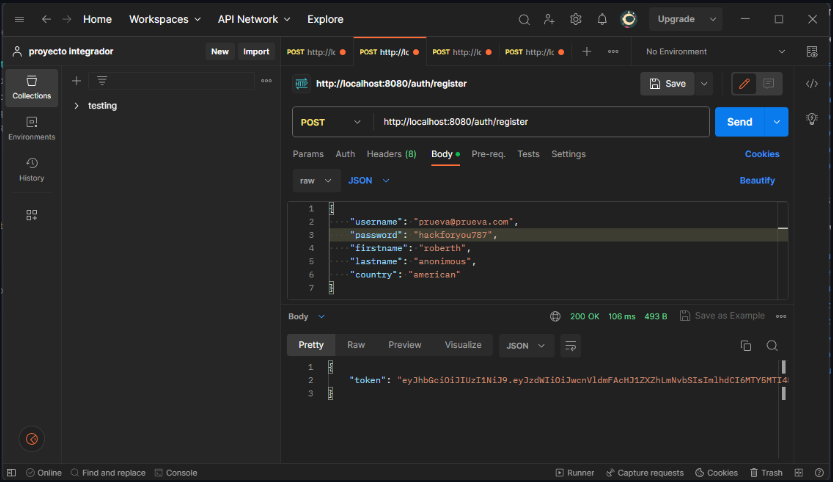 Home Workspaces API Network Explore Upgrade
proyecto integrador New Import POST http://lo POST http://lo POST http://lo POST http://lo No Environment
Collections
Environments
History
testing
HTTP http://localhost:8080/auth/register Save
POST http://localhost:8080/auth/register Send
Params Auth Headers (8) Body Pre-req. Tests Settings Cookies
raw JSON Beautify
1 {
2 "username": "prueva@prueva.com",
3 "password": "hackforyou787",
4 "firstname": "roberth",
5 "lastname": "anonimous",
6 "country": "american"
7 }
Body 200 OK 106 ms 493 B Save as Example
Pretty Raw Preview Visualize JSON
1 {
2 "token": "eyJhbGciOiJIUzI1NiJ9.eyJzdWIiOiJwcnVldmFAcHJ1ZXZhLmNvbSIsImlhdCI6MTY5MTI4
3 }
Online Find and replace Console Runner Capture requests Cookies Trash